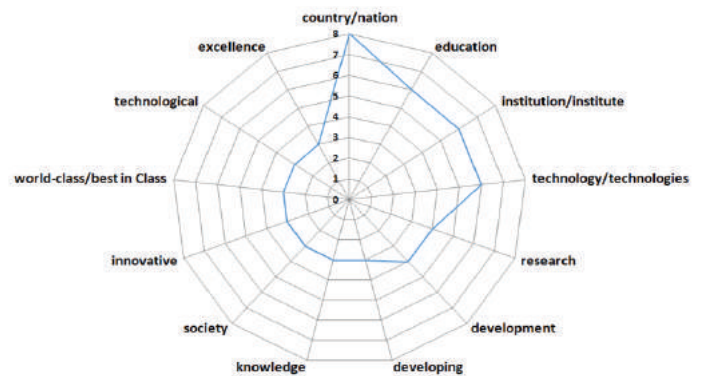 country/nation
excellence
education
technological
institution/institute
world-class/best in Class
technology/technologies
innovative
research
society
development
knowledge
developing
8
7
6
5
4
3
2
1
0